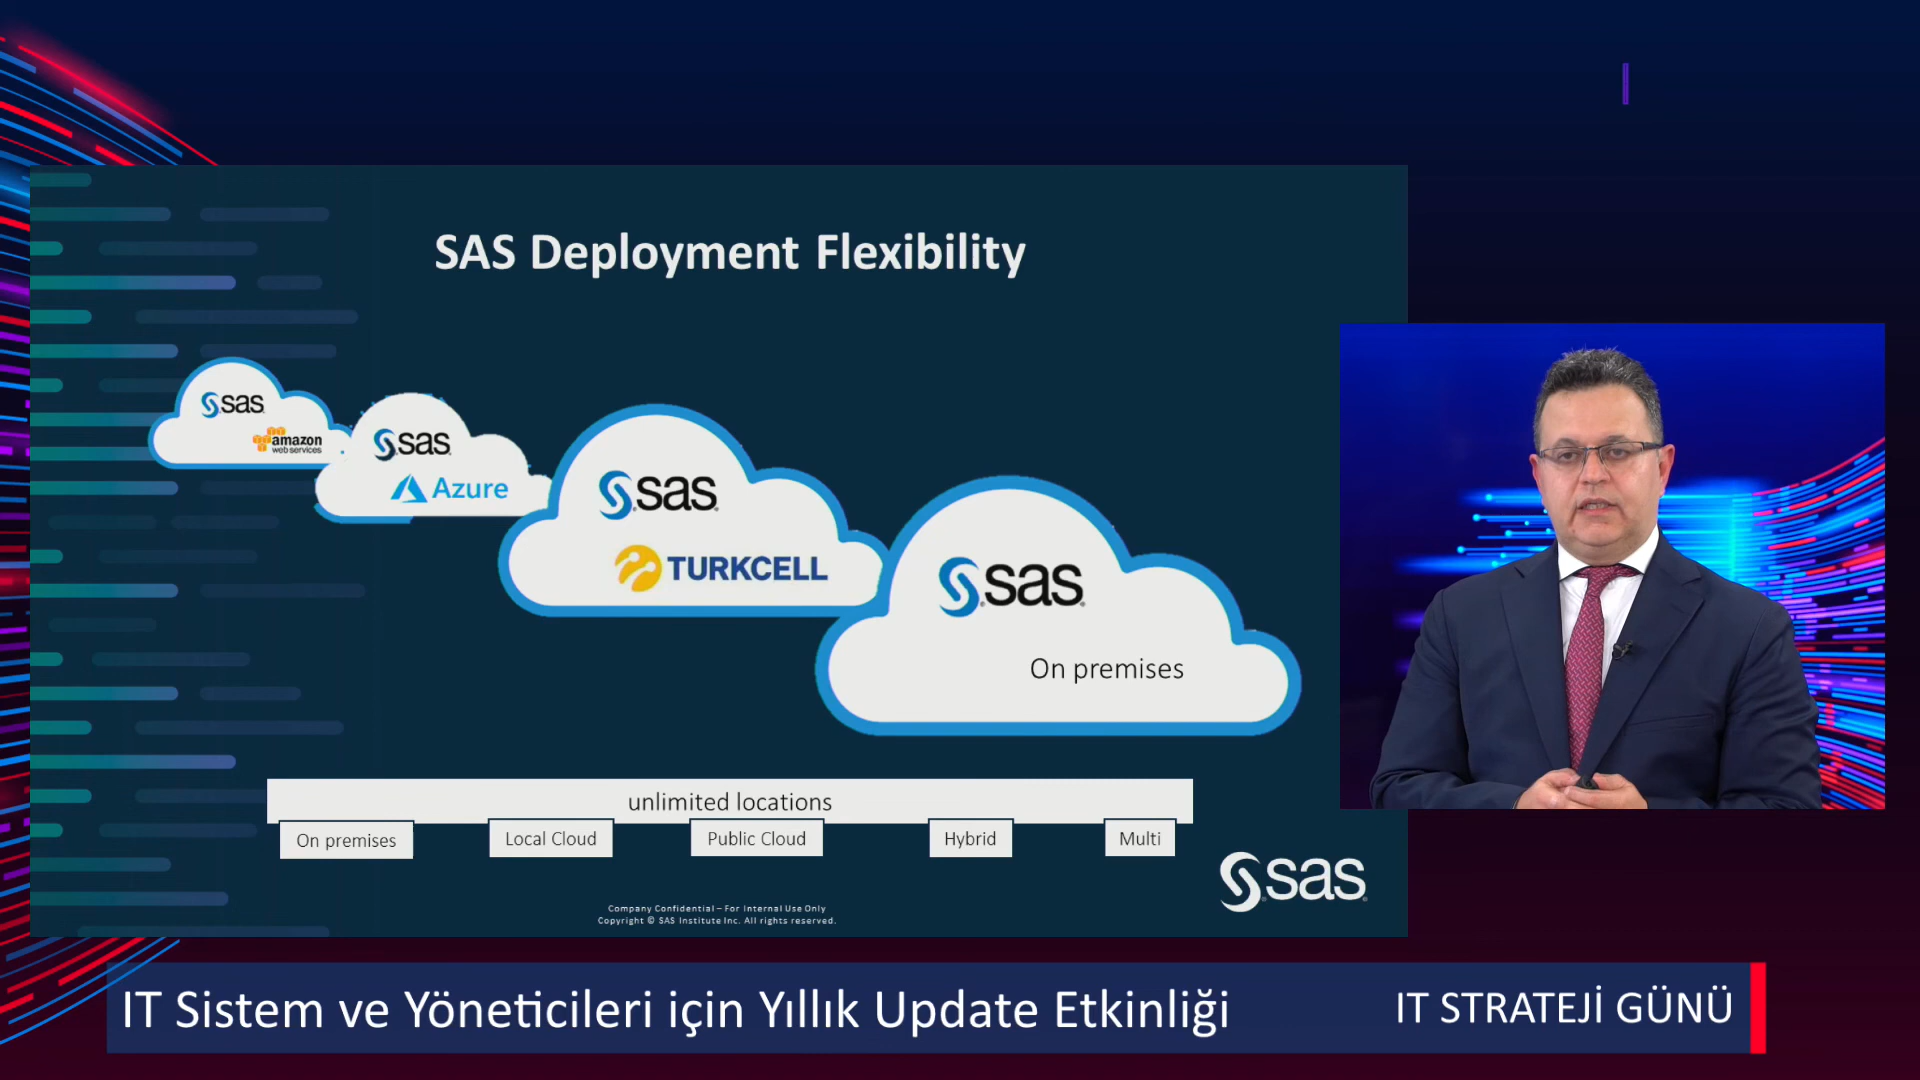 SAS Deployment Flexibility
sas
amazon
web services
sas
Azure
sas
TURKCELL
sas
On premises
unlimited locations
On premises
Local Cloud
Public Cloud
Hybrid
Multi
sas
Company Confidential – For Internal Use Only
Copyright © SAS Institute Inc. All rights reserved.
IT Sistem ve Yöneticileri için Yıllık Update Etkinliği
IT STRATEJİ GÜNÜ